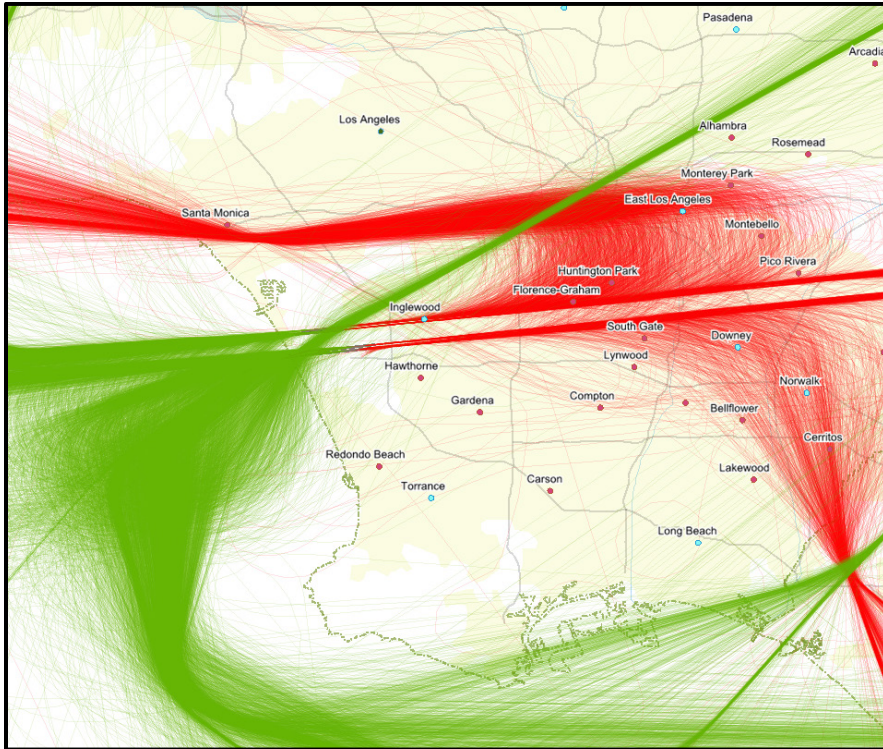 Pasadena
Arcadia
Los Angeles
Alhambra
Rosemead
Monterey Park
East Los Angeles
Santa Monica
Montebello
Pico Rivera
Huntington Park
Florence-Graham
Inglewood
South Gate
Downey
Lynwood
Hawthorne
Norwalk
Gardena
Compton
Bellflower
Cerritos
Redondo Beach
Lakewood
Torrance
Carson
Long Beach